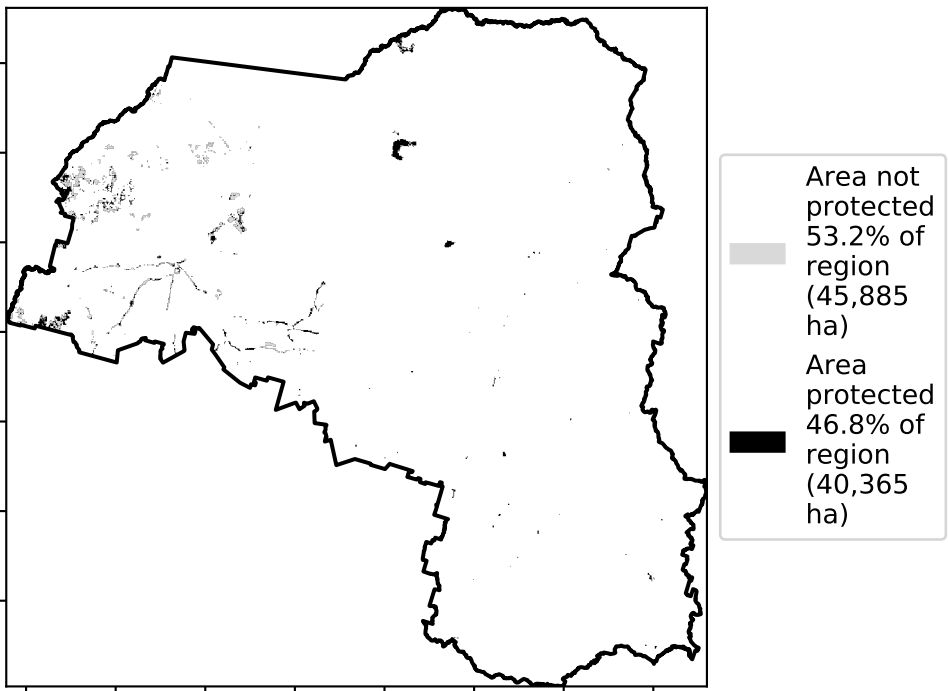 Area not
protected
53.2% of
region
(45,885
ha)
Area
protected
46.8% of
region
(40,365
ha)